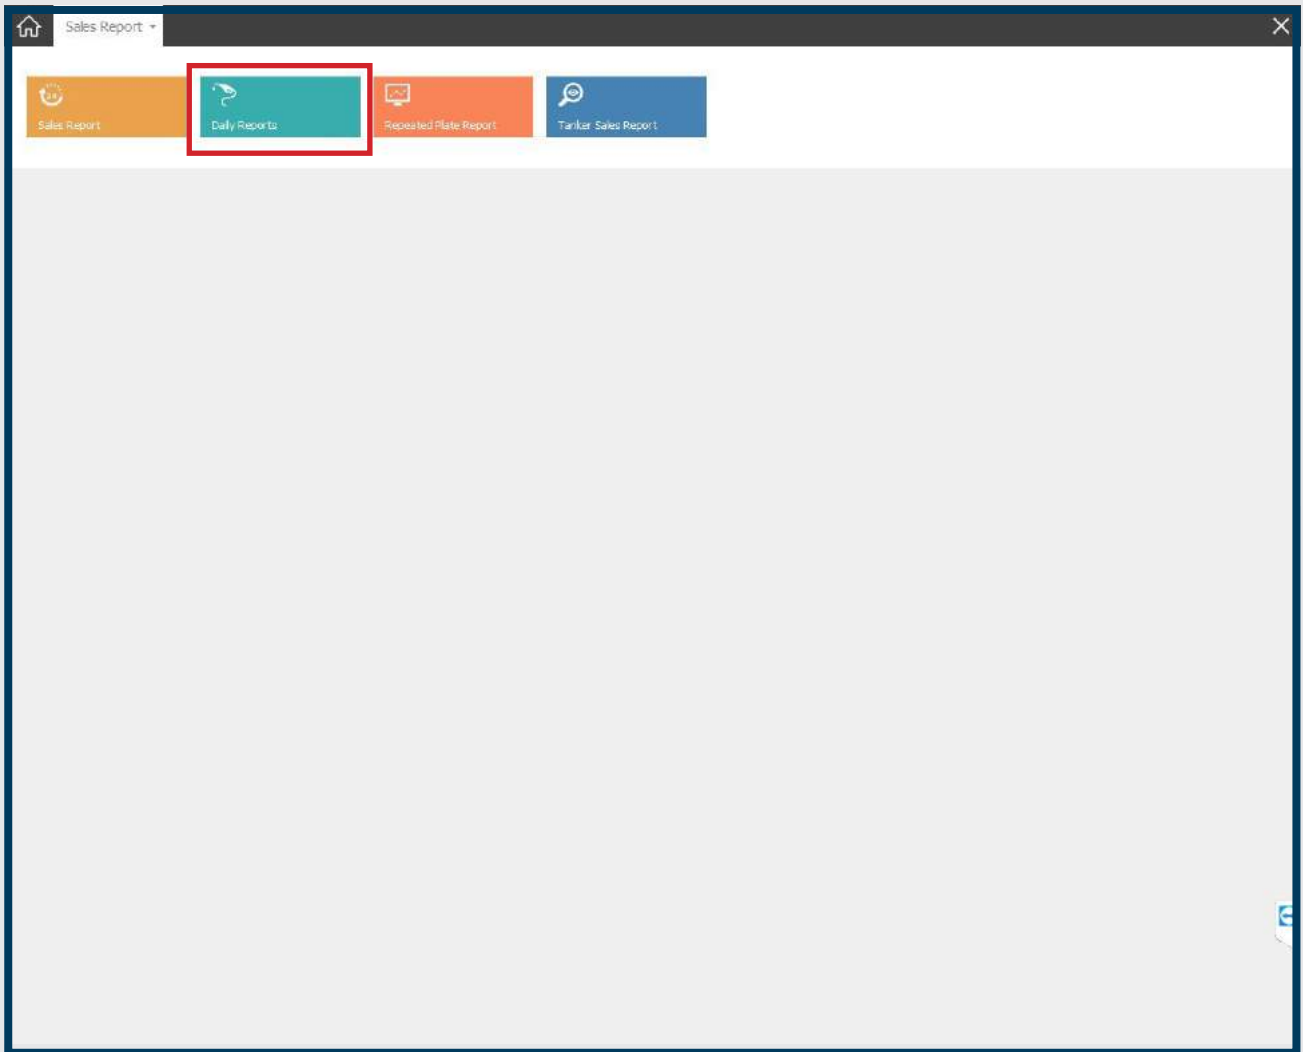 Sales Report
Sales Report
Daily Reports
Repeated Plate Report
Tanker Sales Report